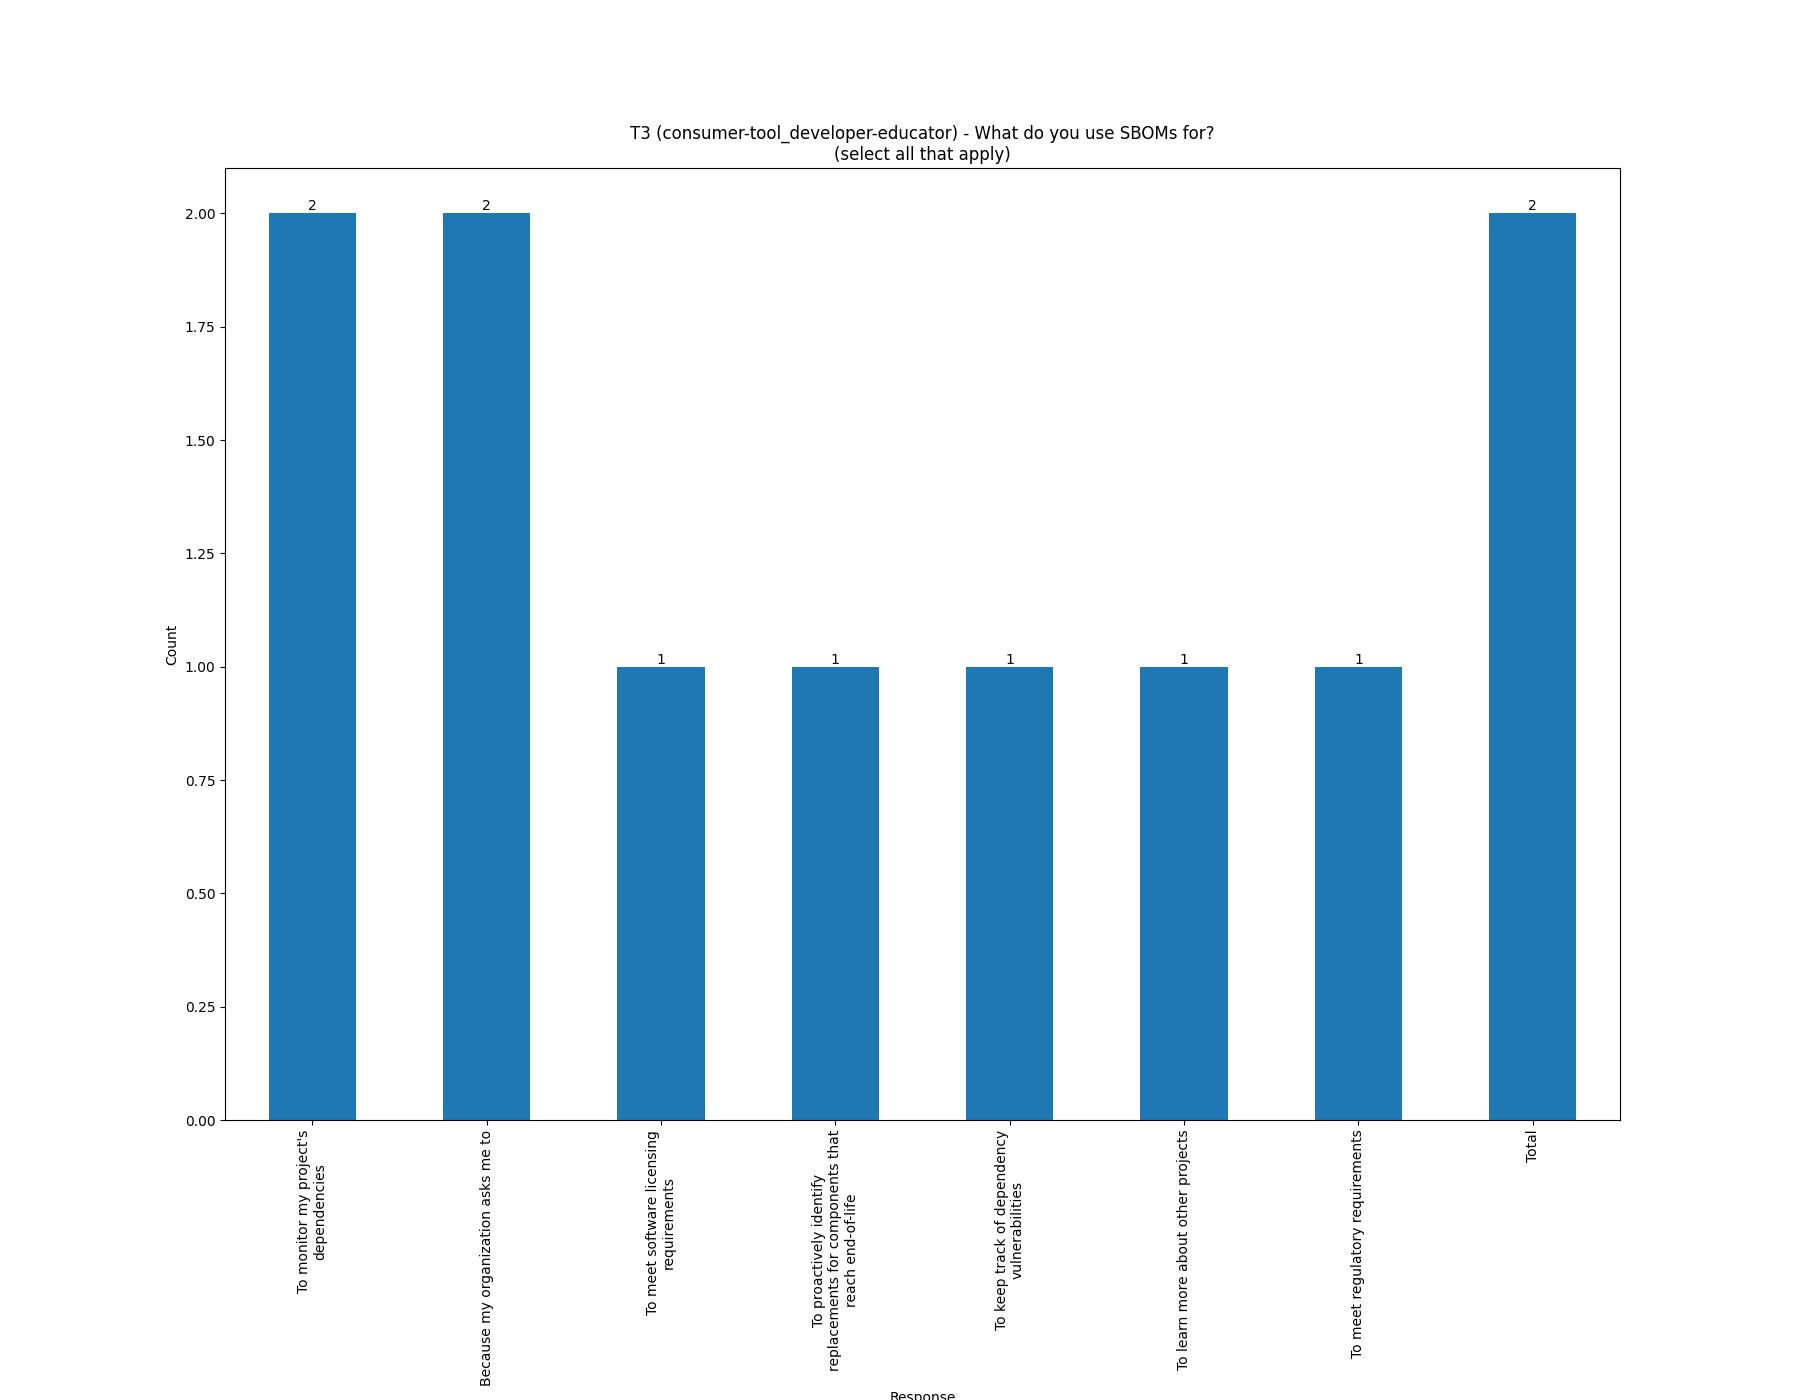 T3 (consumer-tool_developer-educator) - What do you use SBOMs for?
(select all that apply)
2
2
1
1
1
1
1
2
2.00
1.75
1.50
1.25
1.00
0.75
0.50
0.25
0.00
Count
To monitor my project's
dependencies
Because my organization asks me to
To meet software licensing
requirements
To proactively identify
replacements for components that
reach end-of-life
To keep track of dependency
vulnerabilities
To learn more about other projects
To meet regulatory requirements
Total
Response